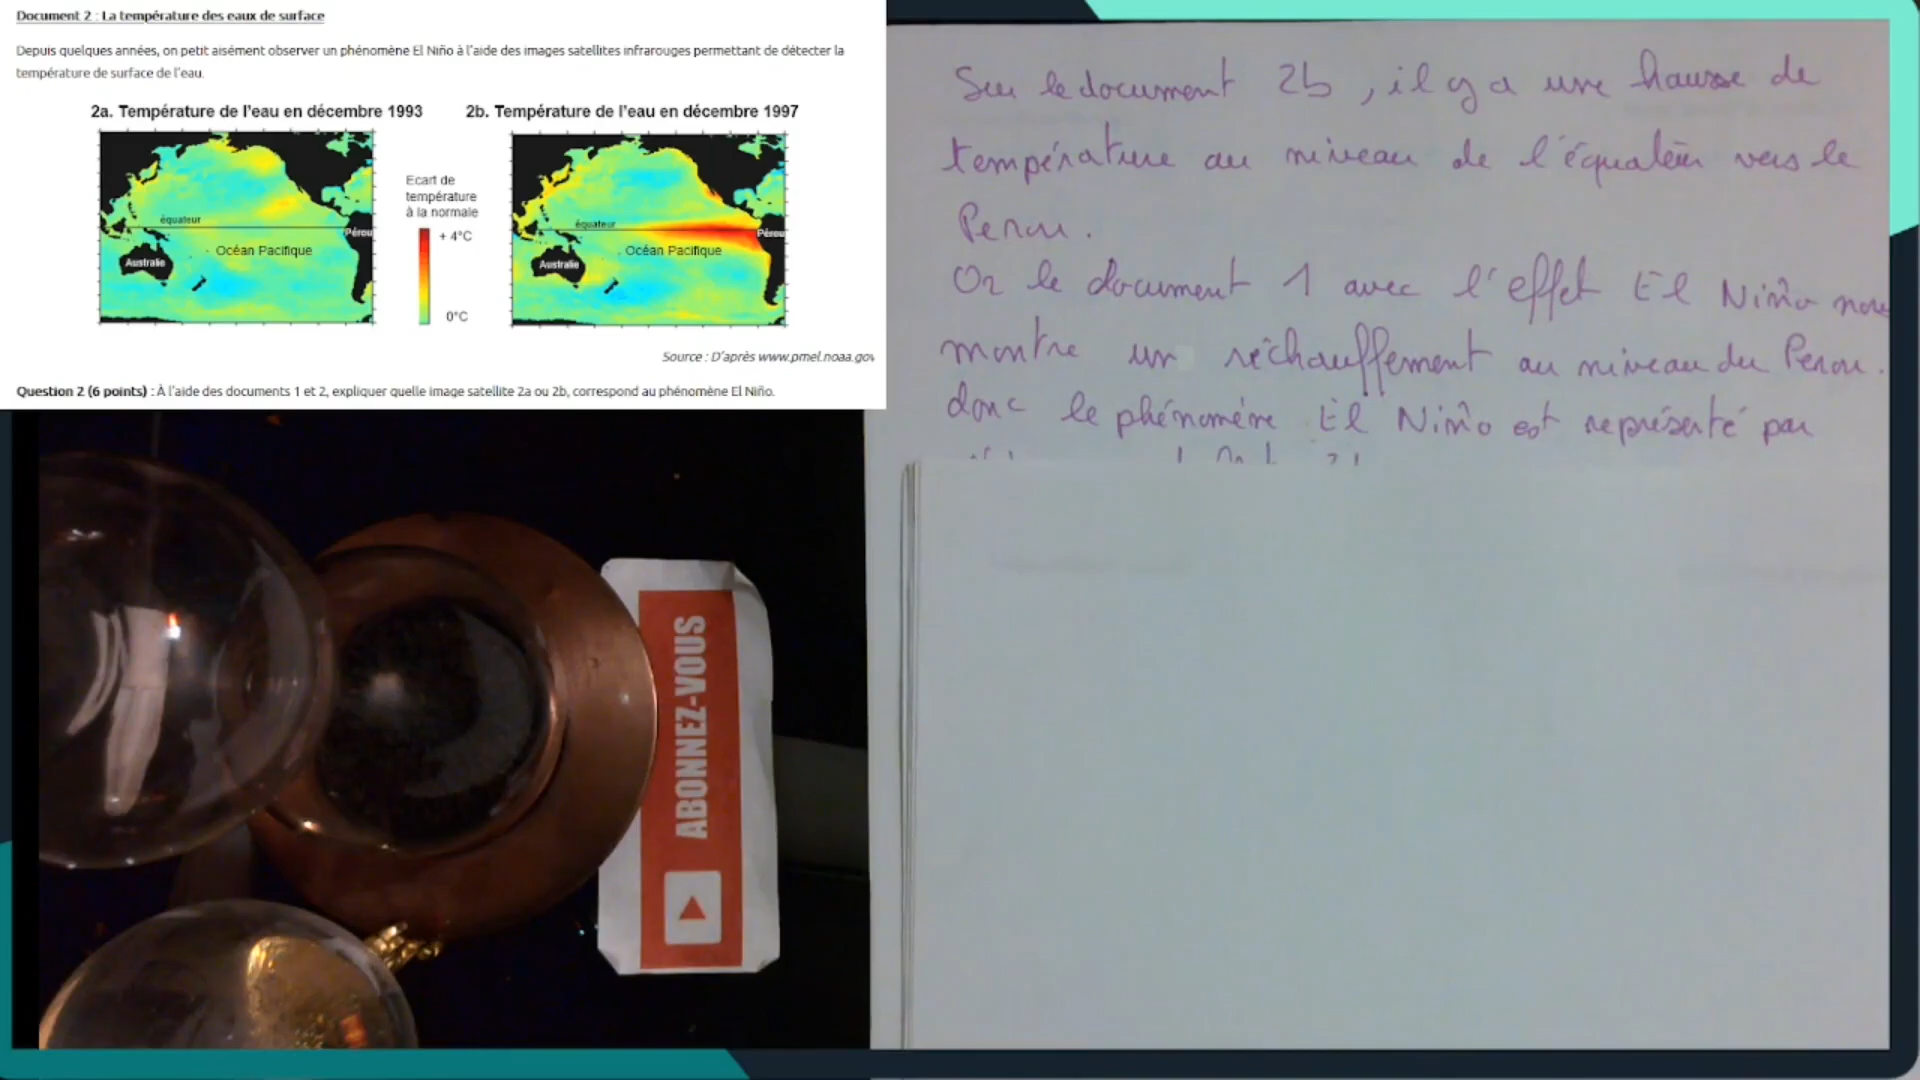 Document 2 : La température des eaux de surface
Depuis quelques années, on petit aisément observer un phénomène El Niño à l'aide des images satellites infrarouges permettant de détecter la
température de surface de l'eau.
2a. Température de l'eau en décembre 1993
2b. Température de l'eau en décembre 1997
équateur
Pérou
Océan Pacifique
Australie
Ecart de
température
à la normale
+ 4°C
0°C
équateur
Pérou
Océan Pacifique
Australie
Source : D'après www.pmel.noaa.gov
Question 2 (6 points) : À l'aide des documents 1 et 2, expliquer quelle image satellite 2a ou 2b, correspond au phénomène El Niño.
Sur le document 2b, il y a une hausse de
température au niveau de l'équateur vers le
Perou.
Or le document 1 avec l'effet El Niño nous
montre un réchauffement au niveau du Perou.
donc le phénomène El Niño est représenté par
ABONNEZ-VOUS